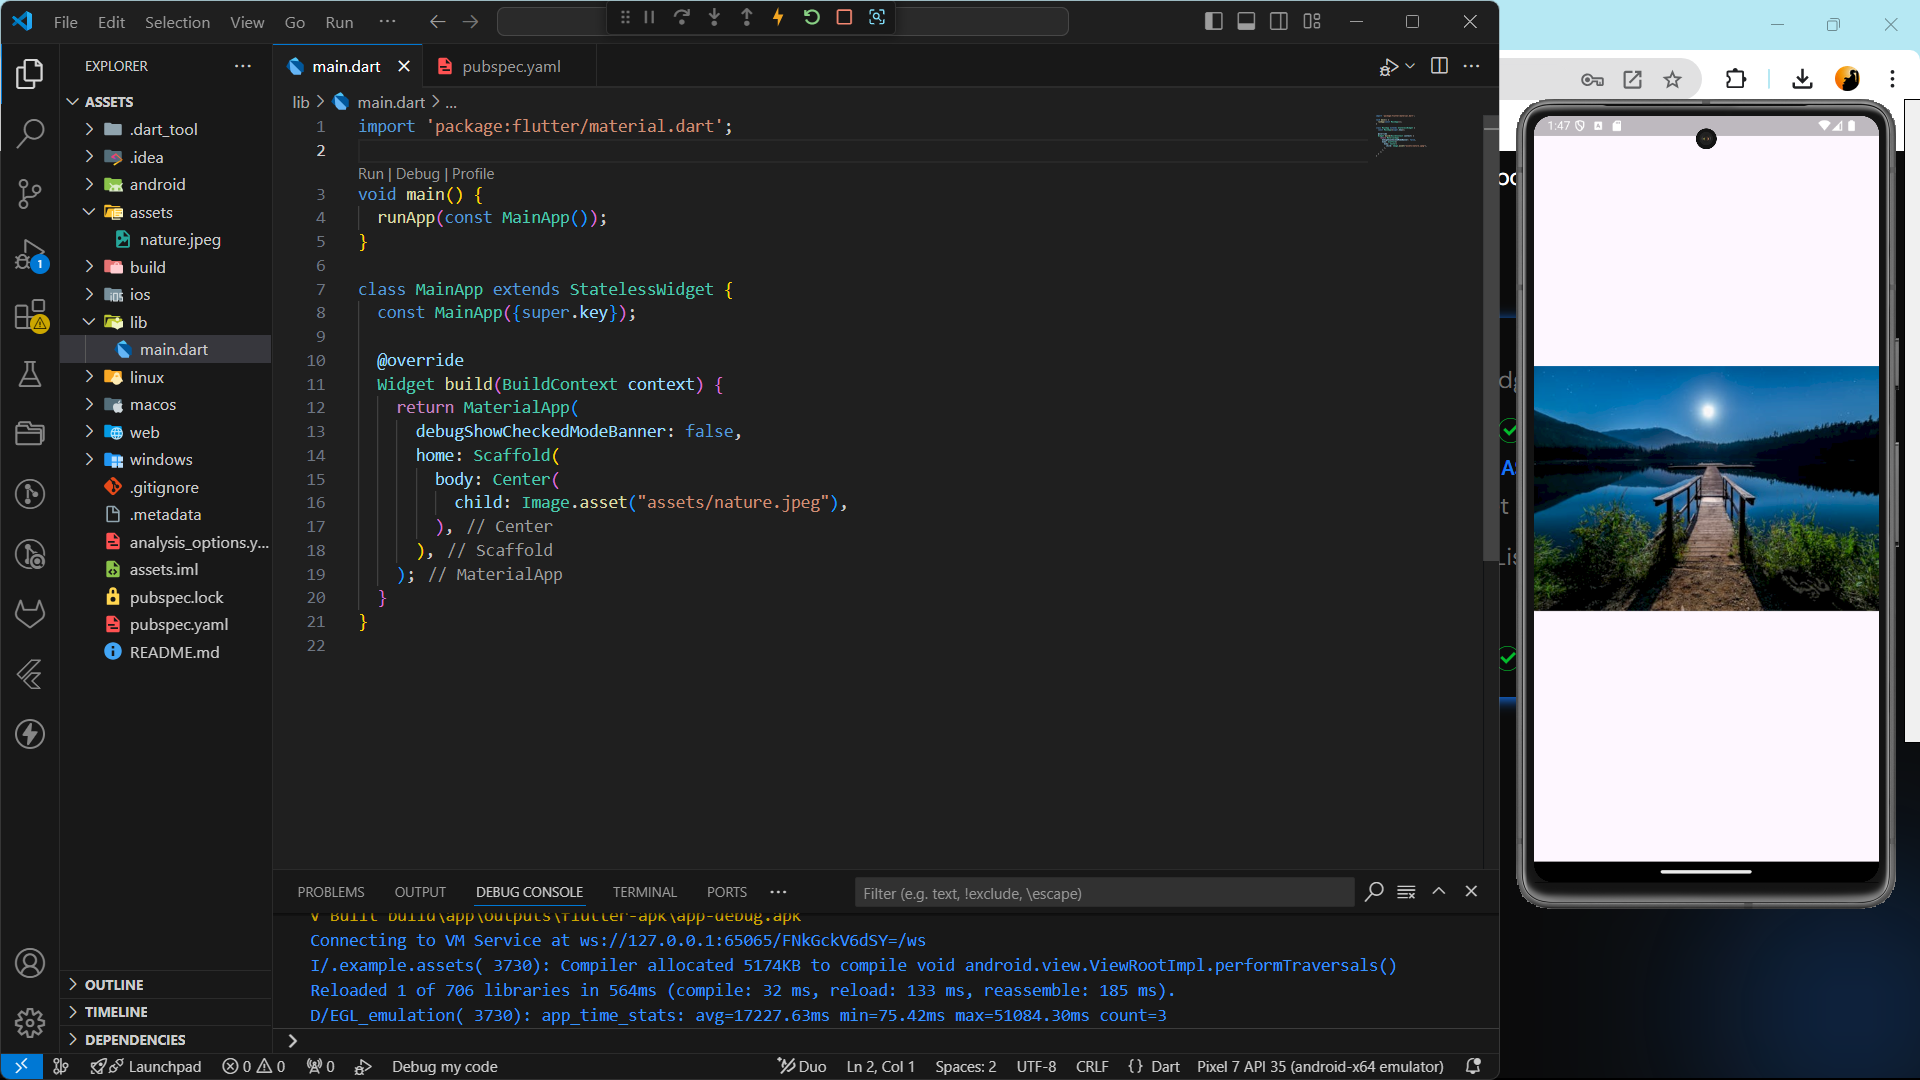 File Edit Selection View Go Run ...
EXPLORER ...
ASSETS
.dart_tool
.idea
android
assets
nature.jpeg
build
ios
lib
main.dart
linux
macos
web
windows
.gitignore
.metadata
analysis_options.y...
assets.iml
pubspec.lock
pubspec.yaml
README.md
OUTLINE
TIMELINE
DEPENDENCIES
1
main.dart pubspec.yaml
lib > main.dart > ...
1 import 'package:flutter/material.dart';
2
Run | Debug | Profile
3 void main() {
4 runApp(const MainApp());
5 }
6
7 class MainApp extends StatelessWidget {
8 const MainApp({super.key});
9
10 @override
11 Widget build(BuildContext context) {
12 return MaterialApp(
13 debugShowCheckedModeBanner: false,
14 home: Scaffold(
15 body: Center(
16 child: Image.asset("assets/nature.jpeg"),
17 ), // Center
18 ), // Scaffold
19 ); // MaterialApp
20 }
21 }
22
PROBLEMS OUTPUT DEBUG CONSOLE TERMINAL PORTS ...
Filter (e.g. text, !exclude, \escape)
√ Built build\app\outputs\flutter-apk\app-debug.apk
Connecting to VM Service at ws://127.0.0.1:65065/FNkGckV6dSY=/ws
I/.example.assets( 3730): Compiler allocated 5174KB to compile void android.view.ViewRootImpl.performTraversals()
Reloaded 1 of 706 libraries in 564ms (compile: 32 ms, reload: 133 ms, reassemble: 185 ms).
D/EGL_emulation( 3730): app_time_stats: avg=17227.63ms min=75.42ms max=51084.30ms count=3
Launchpad 0 0 0 Debug my code Duo Ln 2, Col 1 Spaces: 2 UTF-8 CRLF {} Dart Pixel 7 API 35 (android-x64 emulator)
1:47